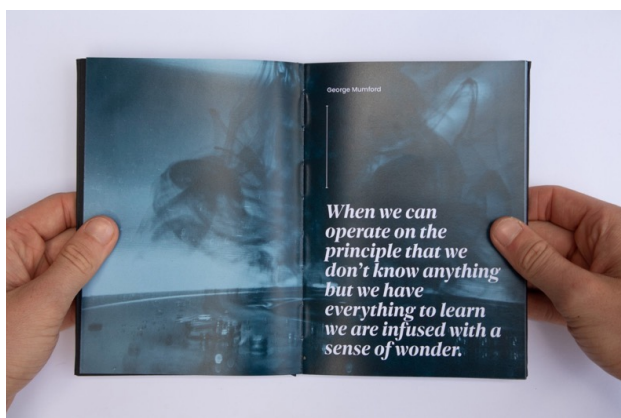 George Mumford
When we can
operate on the
principle that we
don't know anything
but we have
everything to learn
we are infused with a
sense of wonder.